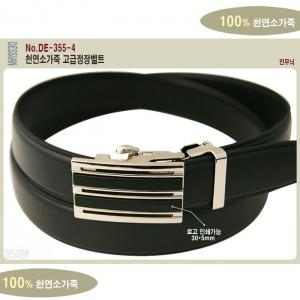 100% 천연소가죽
DESSIAN
No.DE-355-4
천연소가죽 고급정장벨트
민무늬
로고 인쇄가능
30*5mm
100% 천연소가죽